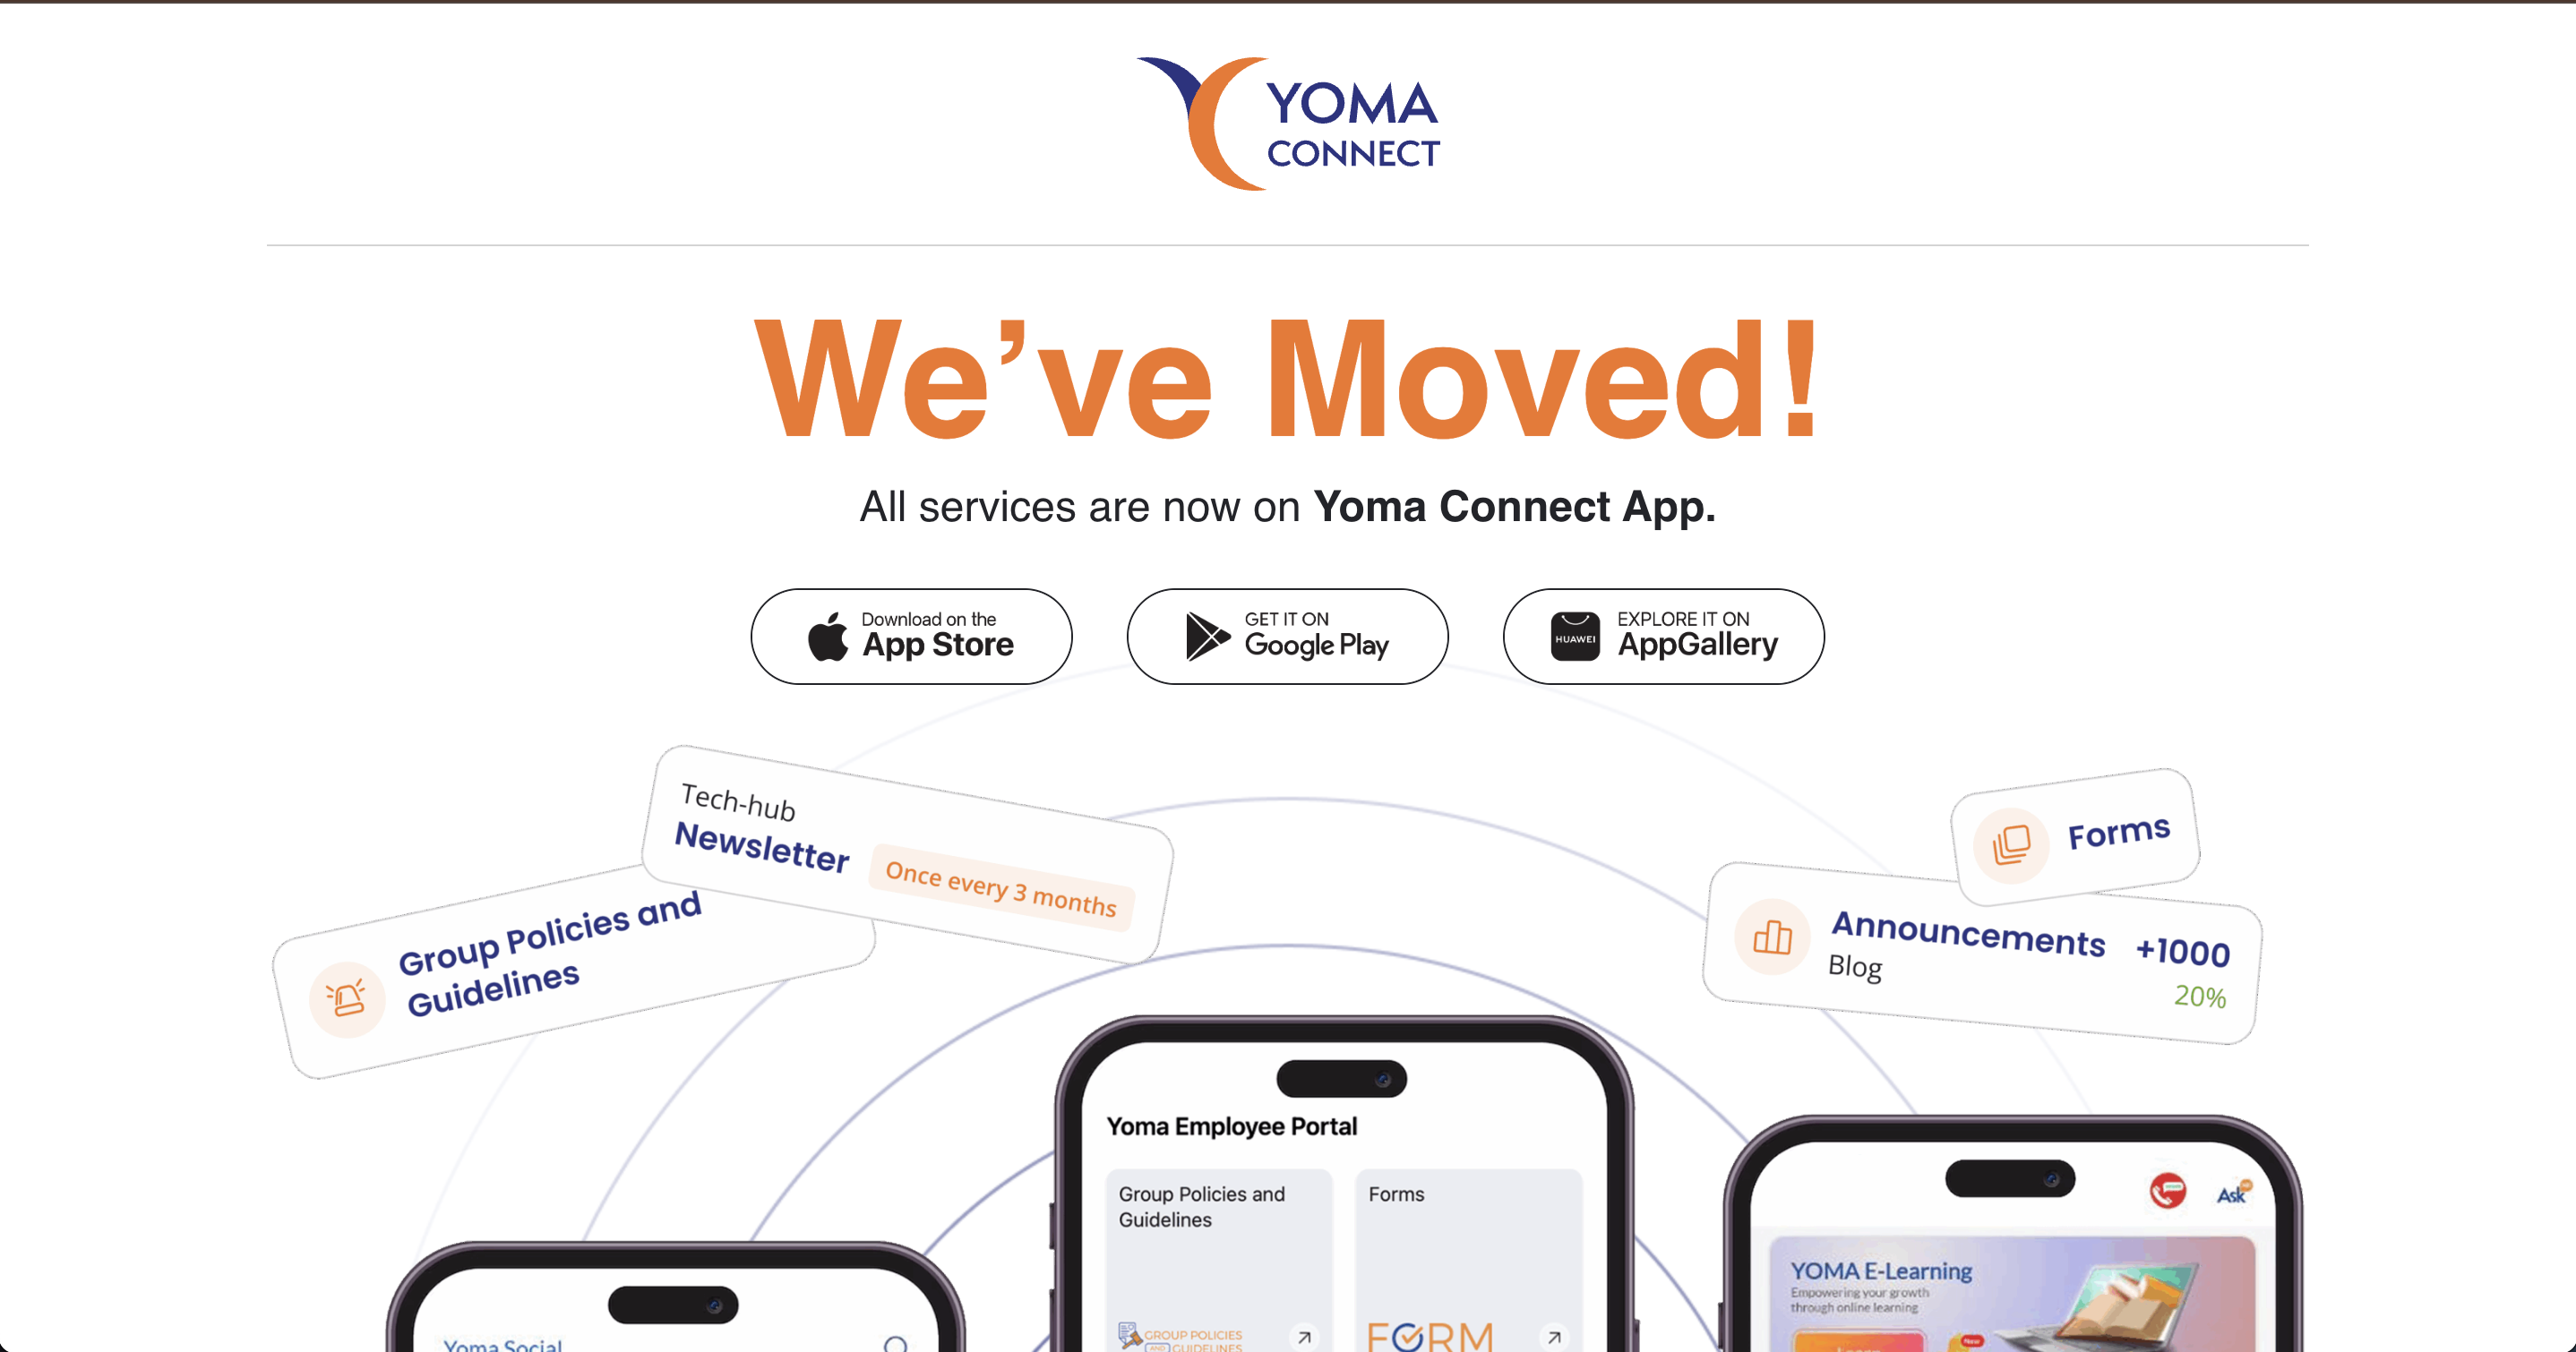 YOMA
CONNECT
We’ve Moved!
All services are now on Yoma Connect App.
Download on the
App Store
GET IT ON
Google Play
HUAWEI
EXPLORE IT ON
AppGallery
Tech-hub
Newsletter
Once every 3 months
Group Policies and
Guidelines
Forms
Announcements +1000
Blog
20%
Yoma Employee Portal
Group Policies and
Guidelines
Forms
GROUP POLICIES
AND GUIDELINES
FORM
Yoma Social
Ask
YOMA E-Learning
Empowering your growth
through online learning
New